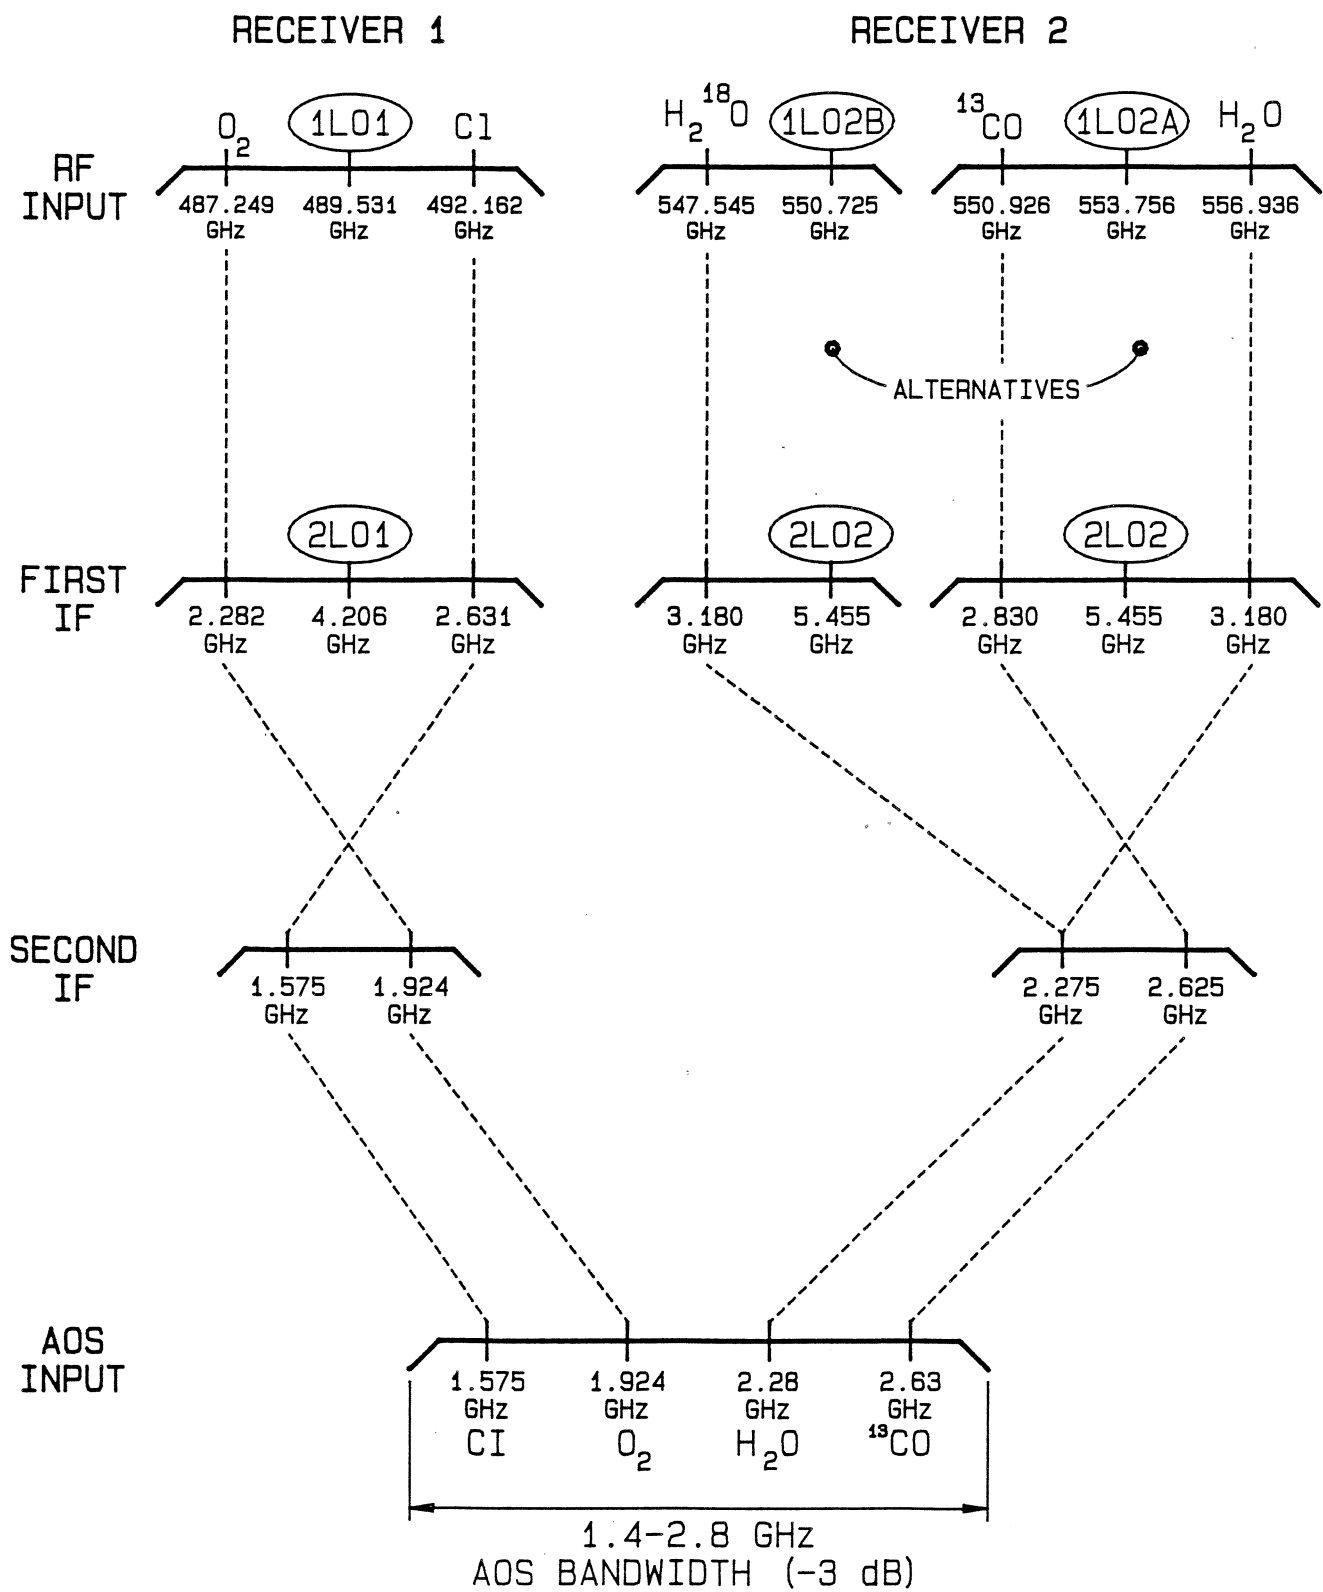 RECEIVER 1
RECEIVER 2
O2
1LO1
Cl
H2 18O
1LO2B
13CO
1LO2A
H2O
RF
INPUT
487.249
GHz
489.531
GHz
492.162
GHz
547.545
GHz
550.725
GHz
550.926
GHz
553.756
GHz
556.936
GHz
ALTERNATIVES
2LO1
2LO2
2LO2
FIRST
IF
2.282
GHz
4.206
GHz
2.631
GHz
3.180
GHz
5.455
GHz
2.830
GHz
5.455
GHz
3.180
GHz
SECOND
IF
1.575
GHz
1.924
GHz
2.275
GHz
2.625
GHz
AOS
INPUT
1.575
GHz
CI
1.924
GHz
O2
2.28
GHz
H2O
2.63
GHz
13CO
1.4-2.8 GHz
AOS BANDWIDTH (-3 dB)